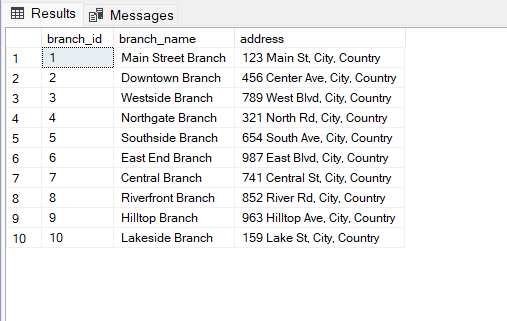 Results Messages
branch_id branch_name address
1 1 Main Street Branch 123 Main St, City, Country
2 2 Downtown Branch 456 Center Ave, City, Country
3 3 Westside Branch 789 West Blvd, City, Country
4 4 Northgate Branch 321 North Rd, City, Country
5 5 Southside Branch 654 South Ave, City, Country
6 6 East End Branch 987 East Blvd, City, Country
7 7 Central Branch 741 Central St, City, Country
8 8 Riverfront Branch 852 River Rd, City, Country
9 9 Hilltop Branch 963 Hilltop Ave, City, Country
10 10 Lakeside Branch 159 Lake St, City, Country